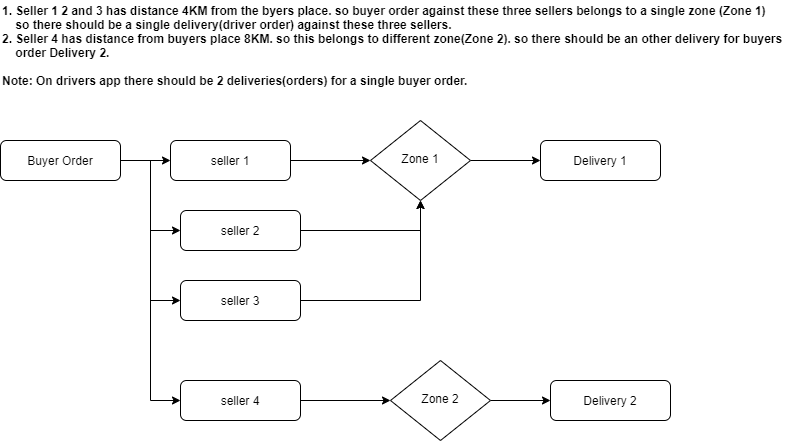 1. Seller 1 2 and 3 has distance 4KM from the byers place. so buyer order against these three sellers belongs to a single zone (Zone 1)
so there should be a single delivery(driver order) against these three sellers.
2. Seller 4 has distance from buyers place 8KM. so this belongs to different zone(Zone 2). so there should be an other delivery for buyers
order Delivery 2.
Note: On drivers app there should be 2 deliveries(orders) for a single buyer order.
Buyer Order
seller 1
Zone 1
Delivery 1
seller 2
seller 3
seller 4
Zone 2
Delivery 2